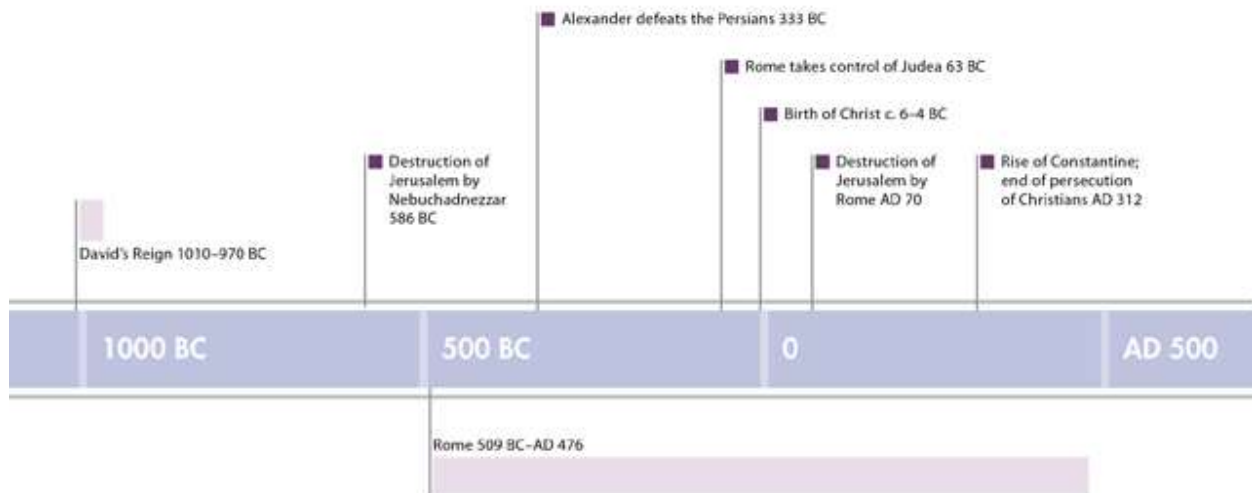 Alexander defeats the Persians 333 BC
Rome takes control of Judea 63 BC
Birth of Christ c. 6–4 BC
Destruction of
Jerusalem by
Nebuchadnezzar
586 BC
Destruction of
Jerusalem by
Rome AD 70
Rise of Constantine;
end of persecution
of Christians AD 312
David's Reign 1010–970 BC
1000 BC
500 BC
0
AD 500
Rome 509 BC–AD 476